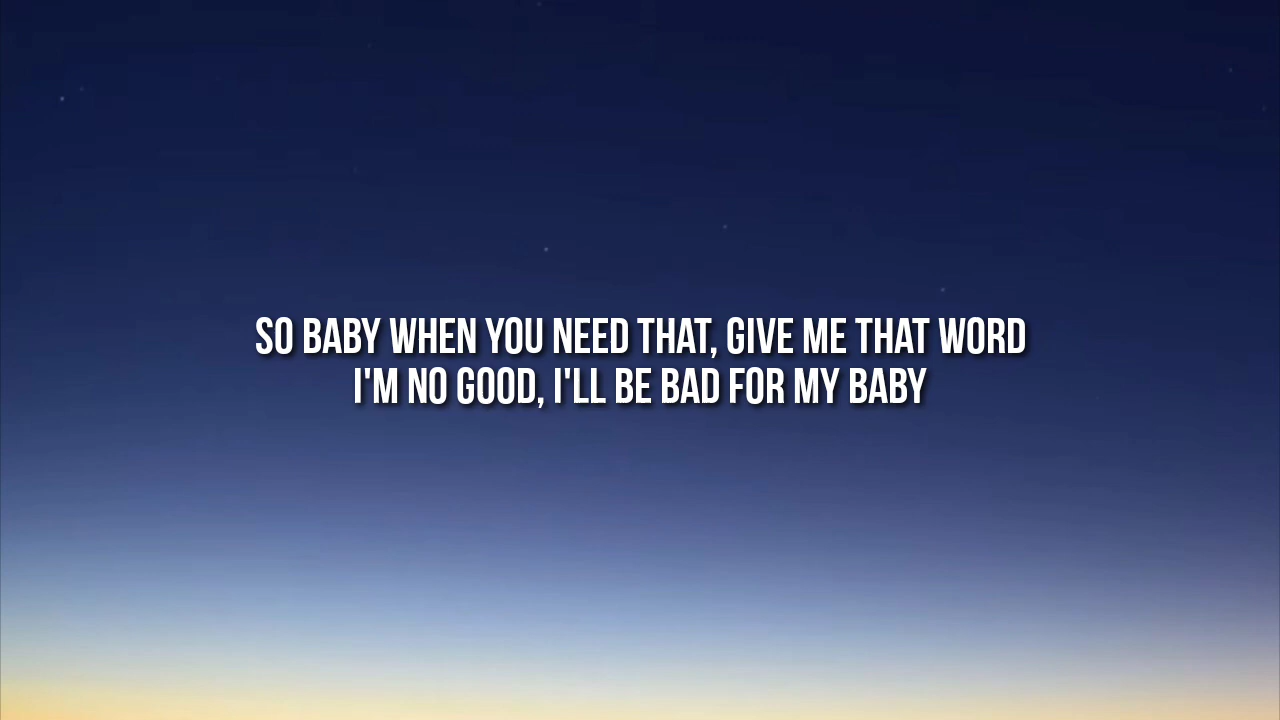 SO BABY WHEN YOU NEED THAT, GIVE ME THAT WORD
I'M NO GOOD, I'LL BE BAD FOR MY BABY